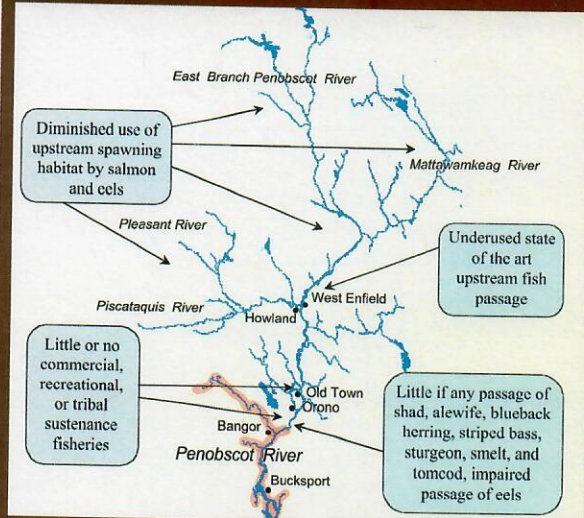 East Branch Penobscot River
Diminished use of
upstream spawning
habitat by salmon
and eels
Mattawamkeag River
Pleasant River
Underused state
of the art
upstream fish
passage
Piscataquis River
West Enfield
Howland
Little or no
commercial,
recreational,
or tribal
sustenance
fisheries
Old Town
Orono
Bangor
Penobscot River
Bucksport
Little if any passage of
shad, alewife, blueback
herring, striped bass,
sturgeon, smelt, and
tomcod, impaired
passage of eels